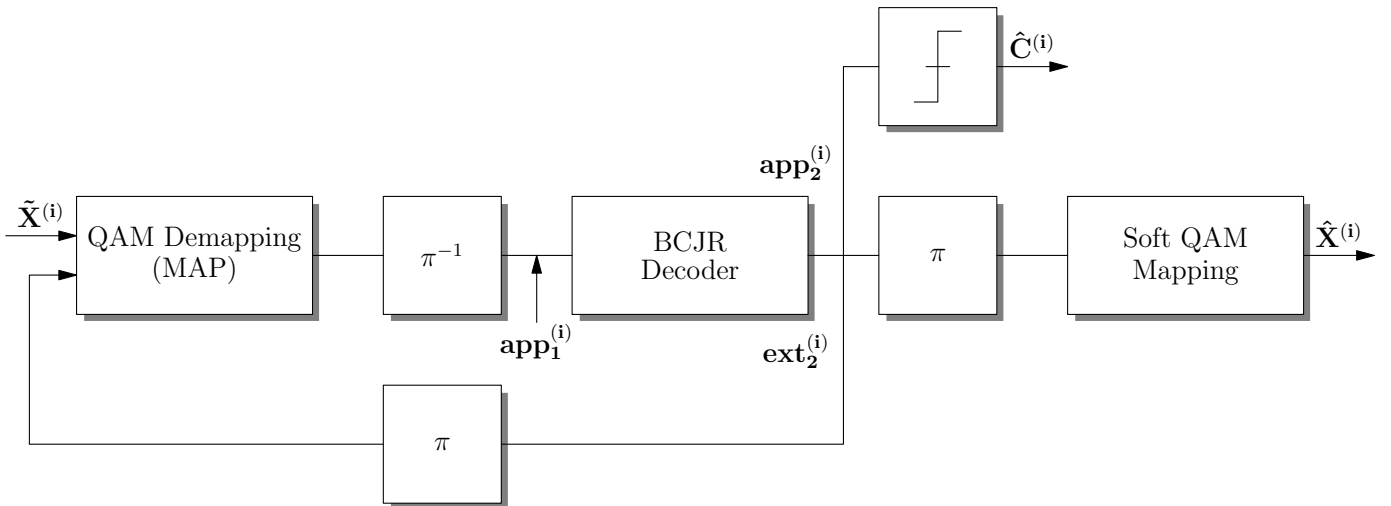 Ĉ⁽ⁱ⁾
app₂⁽ⁱ⁾
X̃⁽ⁱ⁾
QAM Demapping
(MAP)
π⁻¹
BCJR
Decoder
π
Soft QAM
Mapping
X̂⁽ⁱ⁾
app₁⁽ⁱ⁾
ext₂⁽ⁱ⁾
π